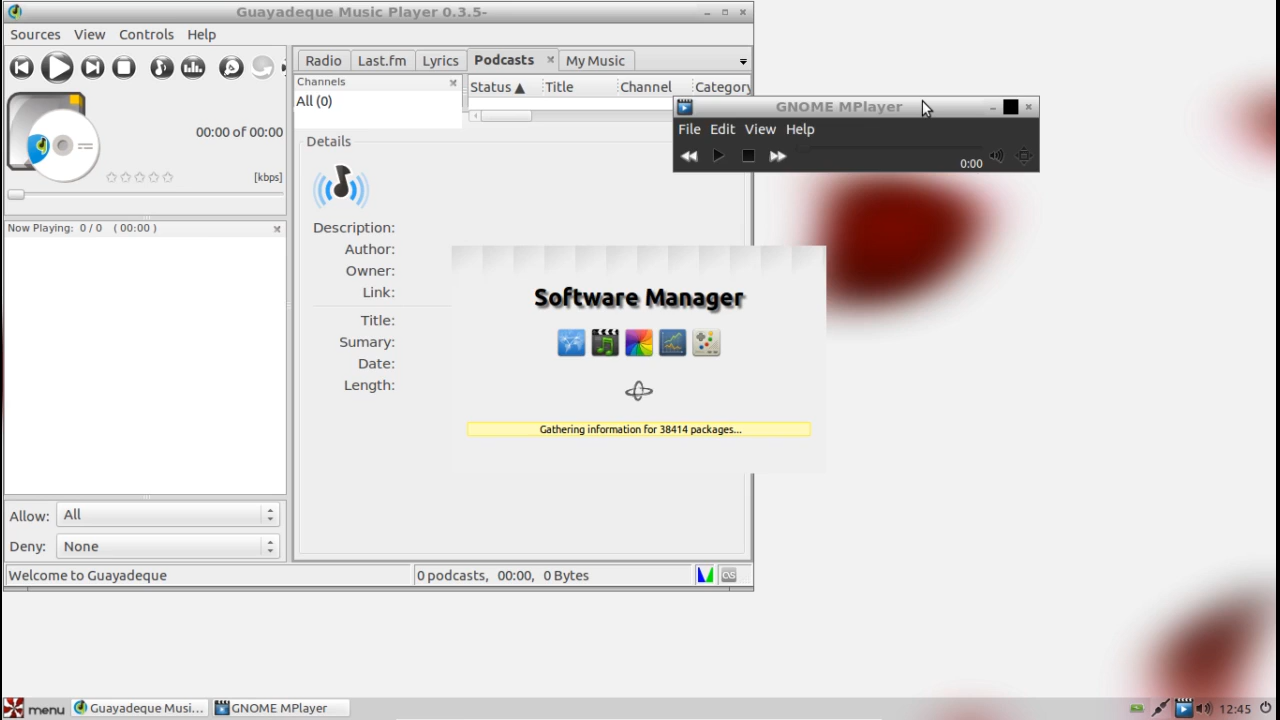 Guayadeque Music Player 0.3.5-
Sources View Controls Help
Radio Last.fm Lyrics Podcasts My Music
Channels
All (0)
Status Title Channel Category
00:00 of 00:00
[kbps]
Now Playing: 0 / 0 ( 00:00 )
Details
Description:
Author:
Owner:
Link:
Title:
Sumary:
Date:
Length:
GNOME MPlayer
File Edit View Help
0:00
Software Manager
Gathering information for 38414 packages...
Allow: All
Deny: None
Welcome to Guayadeque
0 podcasts, 00:00, 0 Bytes
OS
menu Guayadeque Musi... GNOME MPlayer 12:45